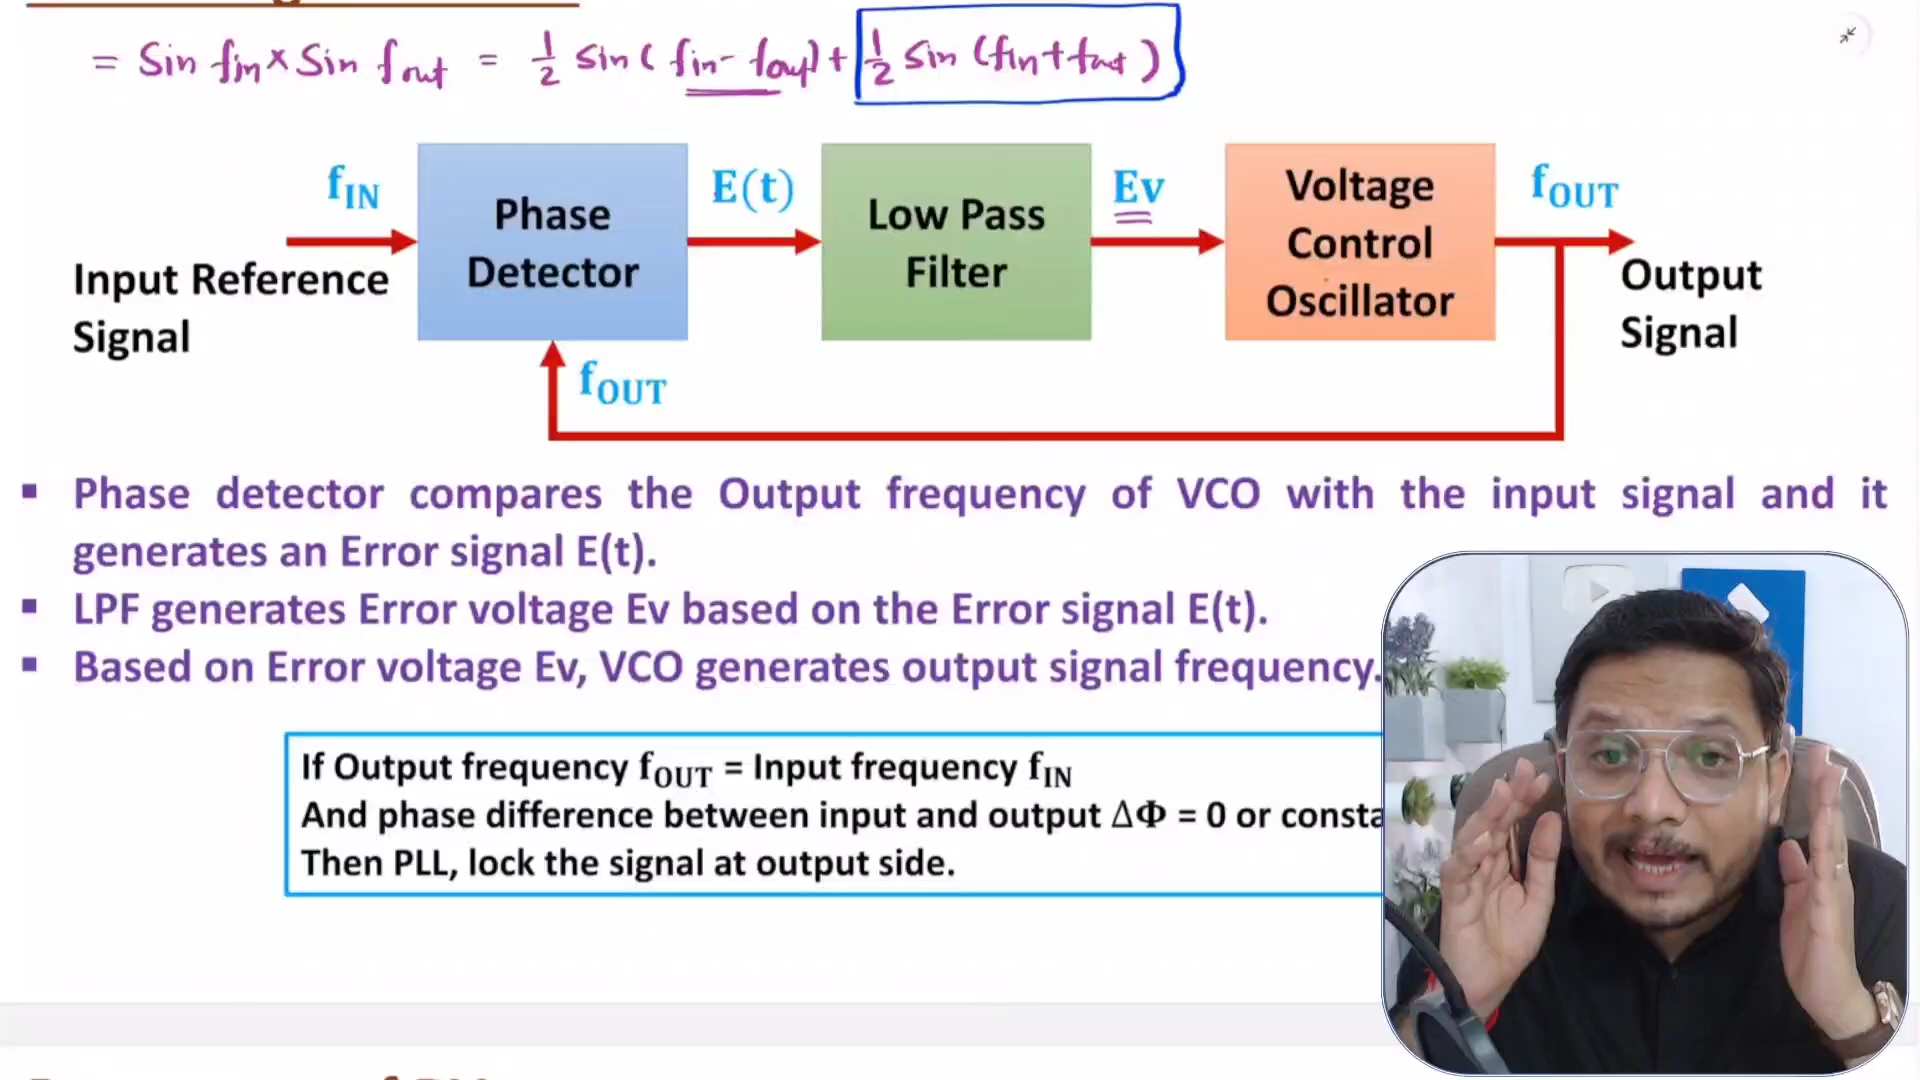 = Sin fin × Sin fout = 1/2 sin (fin - fout) + 1/2 sin (fin + fout)
fIN
Phase Detector
E(t)
Low Pass Filter
Ev
Voltage Control Oscillator
fOUT
Input Reference Signal
Output Signal
fOUT
▪ Phase detector compares the Output frequency of VCO with the input signal and it
generates an Error signal E(t).
▪ LPF generates Error voltage Ev based on the Error signal E(t).
▪ Based on Error voltage Ev, VCO generates output signal frequency.
If Output frequency fOUT = Input frequency fIN
And phase difference between input and output ΔΦ = 0 or consta
Then PLL, lock the signal at output side.